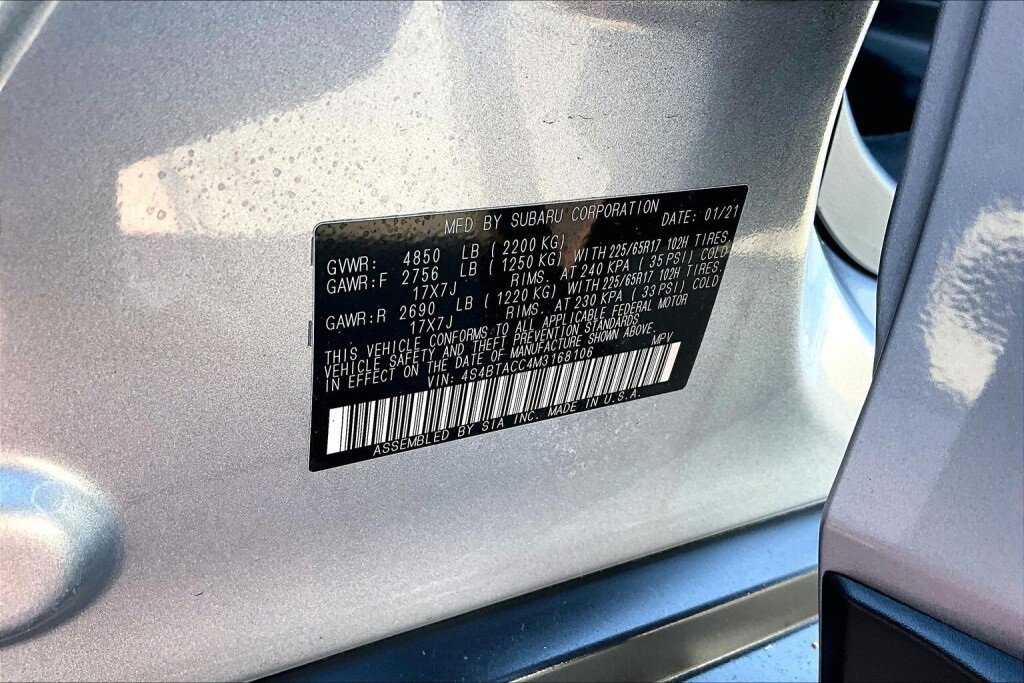 MFD BY SUBARU CORPORATION DATE: 01/21
GVWR: 4850 LB ( 2200 KG)
GAWR:F 2756 LB ( 1250 KG) WITH 225/65R17 102H TIRES,
17X7J RIMS. AT 240 KPA ( 35 PSI) COLD
GAWR:R 2690 LB ( 1220 KG) WITH 225/65R17 102H TIRES,
17X7J RIMS. AT 230 KPA ( 33 PSI) COLD
THIS VEHICLE CONFORMS TO ALL APPLICABLE FEDERAL MOTOR
VEHICLE SAFETY AND THEFT PREVENTION STANDARDS
IN EFFECT ON THE DATE OF MANUFACTURE SHOWN ABOVE.
VIN: 4S4BTACC4M3168106 MPV
ASSEMBLED BY SIA INC. MADE IN U.S.A.